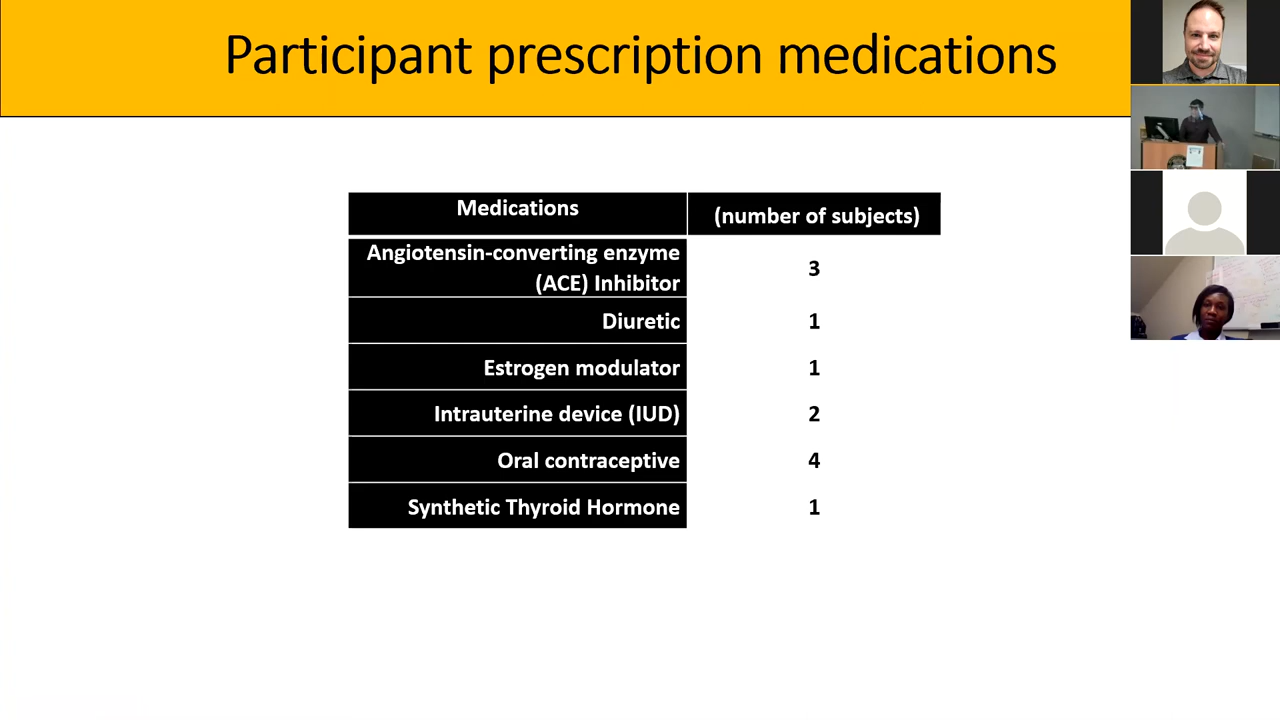 Participant prescription medications
Medications (number of subjects)
Angiotensin-converting enzyme
(ACE) Inhibitor 3
Diuretic 1
Estrogen modulator 1
Intrauterine device (IUD) 2
Oral contraceptive 4
Synthetic Thyroid Hormone 1